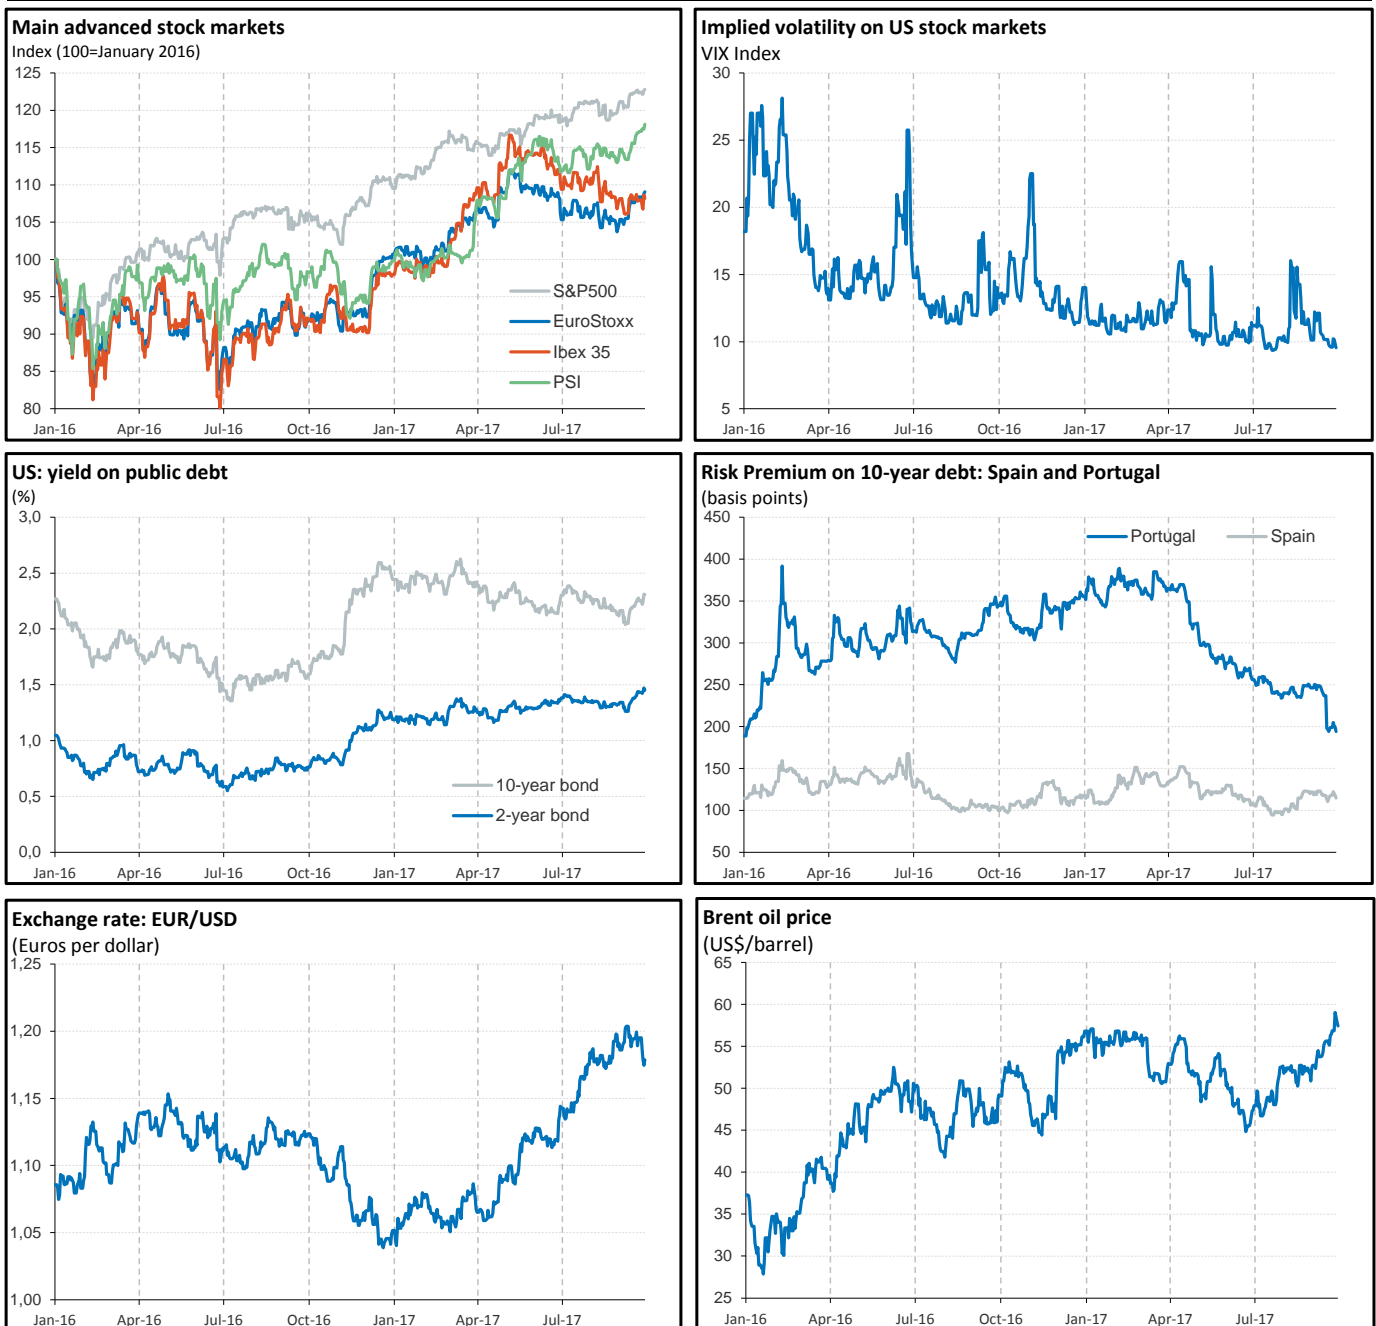 Main advanced stock markets
Index (100=January 2016)
125
120
115
110
105
100
95
90
85
80
S&P500
EuroStoxx
Ibex 35
PSI
Jan-16 Apr-16 Jul-16 Oct-16 Jan-17 Apr-17 Jul-17
Implied volatility on US stock markets
VIX Index
30
25
20
15
10
5
Jan-16 Apr-16 Jul-16 Oct-16 Jan-17 Apr-17 Jul-17
US: yield on public debt
(%)
3,0
2,5
2,0
1,5
1,0
0,5
0,0
10-year bond
2-year bond
Jan-16 Apr-16 Jul-16 Oct-16 Jan-17 Apr-17 Jul-17
Risk Premium on 10-year debt: Spain and Portugal
(basis points)
450
400
350
300
250
200
150
100
50
Portugal Spain
Jan-16 Apr-16 Jul-16 Oct-16 Jan-17 Apr-17 Jul-17
Exchange rate: EUR/USD
(Euros per dollar)
1,25
1,20
1,15
1,10
1,05
1,00
Jan-16 Apr-16 Jul-16 Oct-16 Jan-17 Apr-17 Jul-17
Brent oil price
(US$/barrel)
65
60
55
50
45
40
35
30
25
Jan-16 Apr-16 Jul-16 Oct-16 Jan-17 Apr-17 Jul-17